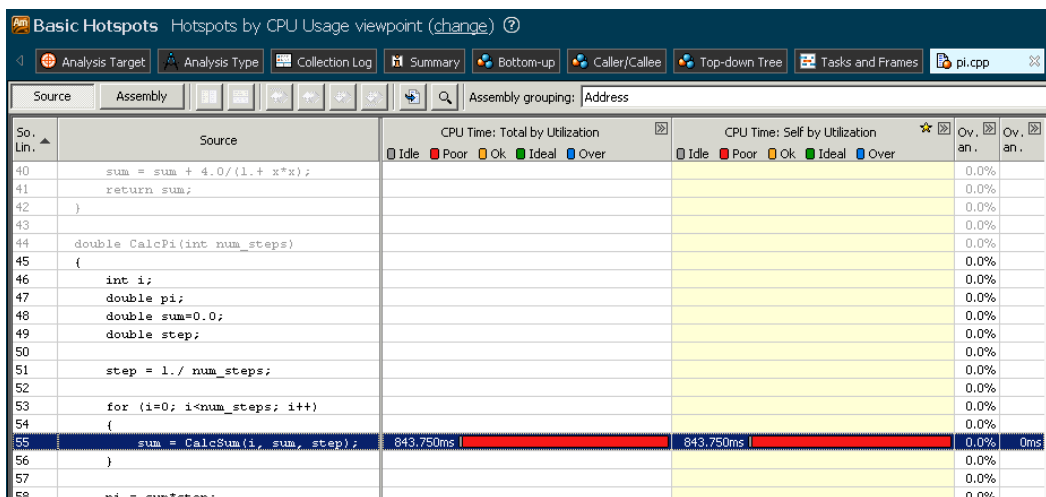 Basic Hotspots Hotspots by CPU Usage viewpoint (change) ?
Analysis Target Analysis Type Collection Log Summary Bottom-up Caller/Callee Top-down Tree Tasks and Frames pi.cpp
Source Assembly Assembly grouping: Address
So. Lin. Source CPU Time: Total by Utilization CPU Time: Self by Utilization Ov. an. Ov. an.
Idle Poor Ok Ideal Over Idle Poor Ok Ideal Over
40 sum = sum + 4.0/(1.+ x*x); 0.0%
41 return sum; 0.0%
42 } 0.0%
43 0.0%
44 double CalcPi(int num_steps) 0.0%
45 { 0.0%
46 int i; 0.0%
47 double pi; 0.0%
48 double sum=0.0; 0.0%
49 double step; 0.0%
50 0.0%
51 step = 1./ num_steps; 0.0%
52 0.0%
53 for (i=0; i<num_steps; i++) 0.0%
54 { 0.0%
55 sum = CalcSum(i, sum, step); 843.750ms 843.750ms 0.0% 0ms
56 } 0.0%
57 0.0%
58 pi = sum*step; 0.0%